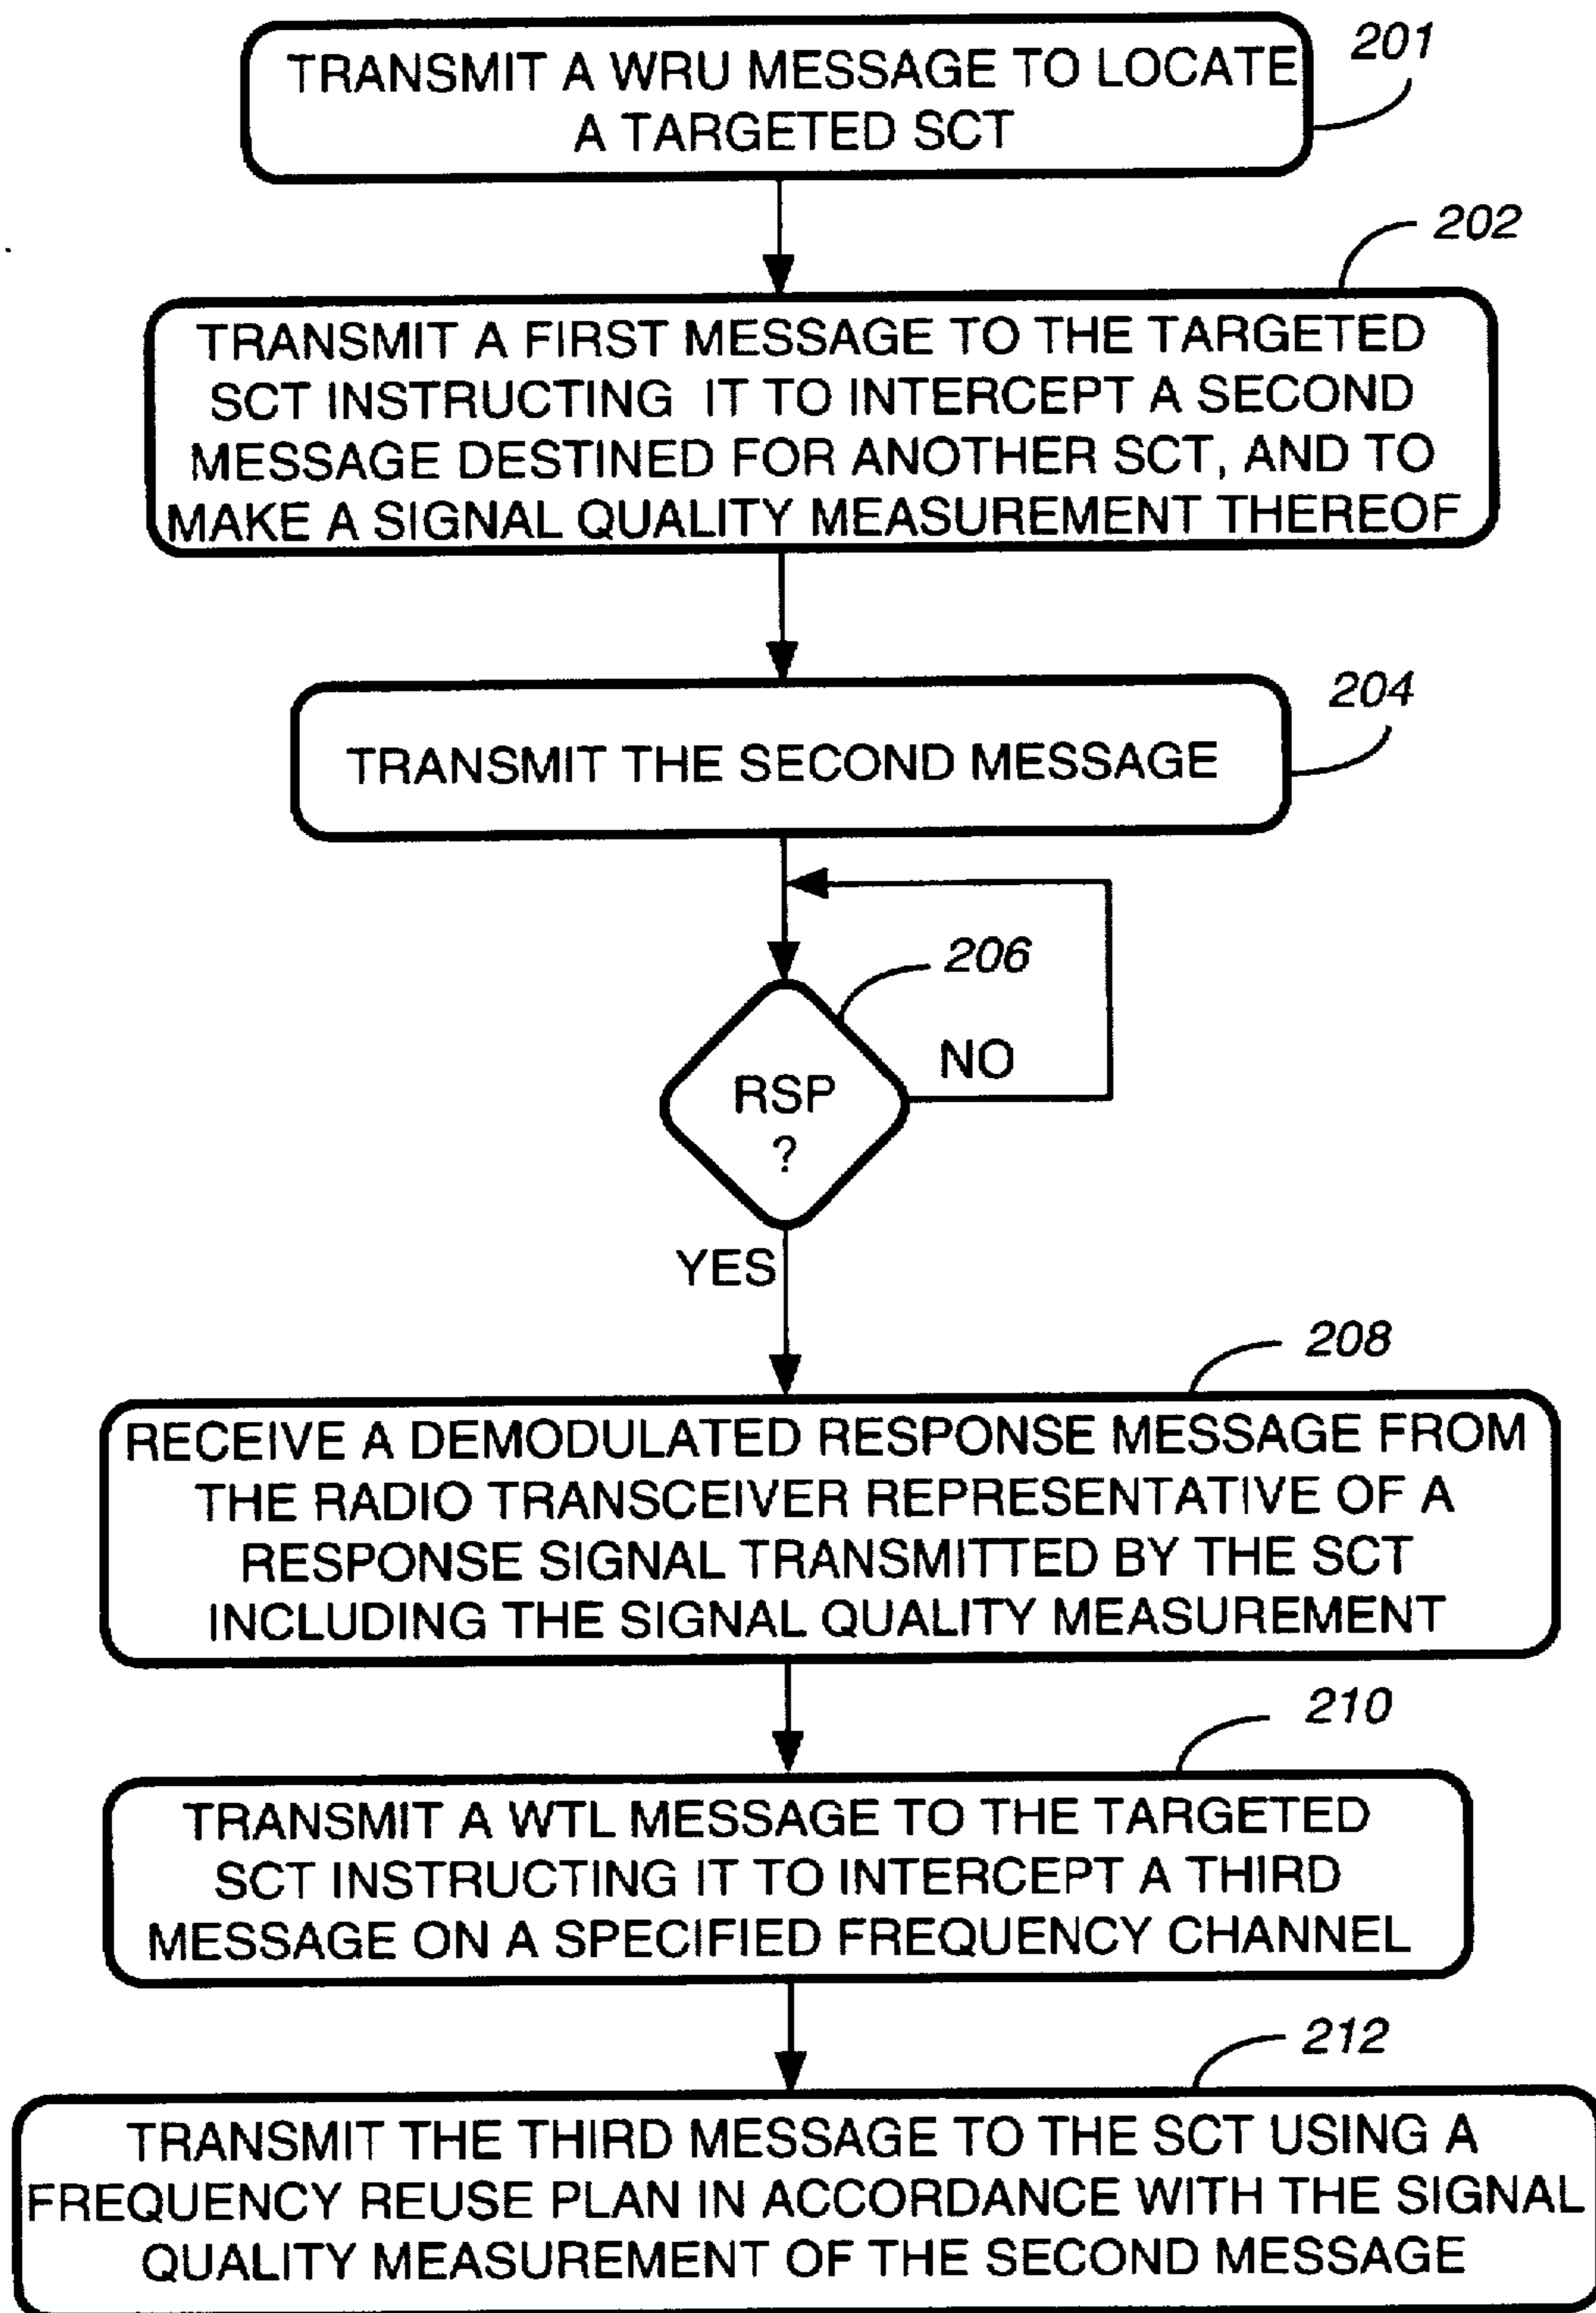 TRANSMIT A WRU MESSAGE TO LOCATE
A TARGETED SCT
201
202
TRANSMIT A FIRST MESSAGE TO THE TARGETED
SCT INSTRUCTING IT TO INTERCEPT A SECOND
MESSAGE DESTINED FOR ANOTHER SCT, AND TO
MAKE A SIGNAL QUALITY MEASUREMENT THEREOF
204
TRANSMIT THE SECOND MESSAGE
206
NO
RSP
?
YES
208
RECEIVE A DEMODULATED RESPONSE MESSAGE FROM
THE RADIO TRANSCEIVER REPRESENTATIVE OF A
RESPONSE SIGNAL TRANSMITTED BY THE SCT
INCLUDING THE SIGNAL QUALITY MEASUREMENT
210
TRANSMIT A WTL MESSAGE TO THE TARGETED
SCT INSTRUCTING IT TO INTERCEPT A THIRD
MESSAGE ON A SPECIFIED FREQUENCY CHANNEL
212
TRANSMIT THE THIRD MESSAGE TO THE SCT USING A
FREQUENCY REUSE PLAN IN ACCORDANCE WITH THE SIGNAL
QUALITY MEASUREMENT OF THE SECOND MESSAGE